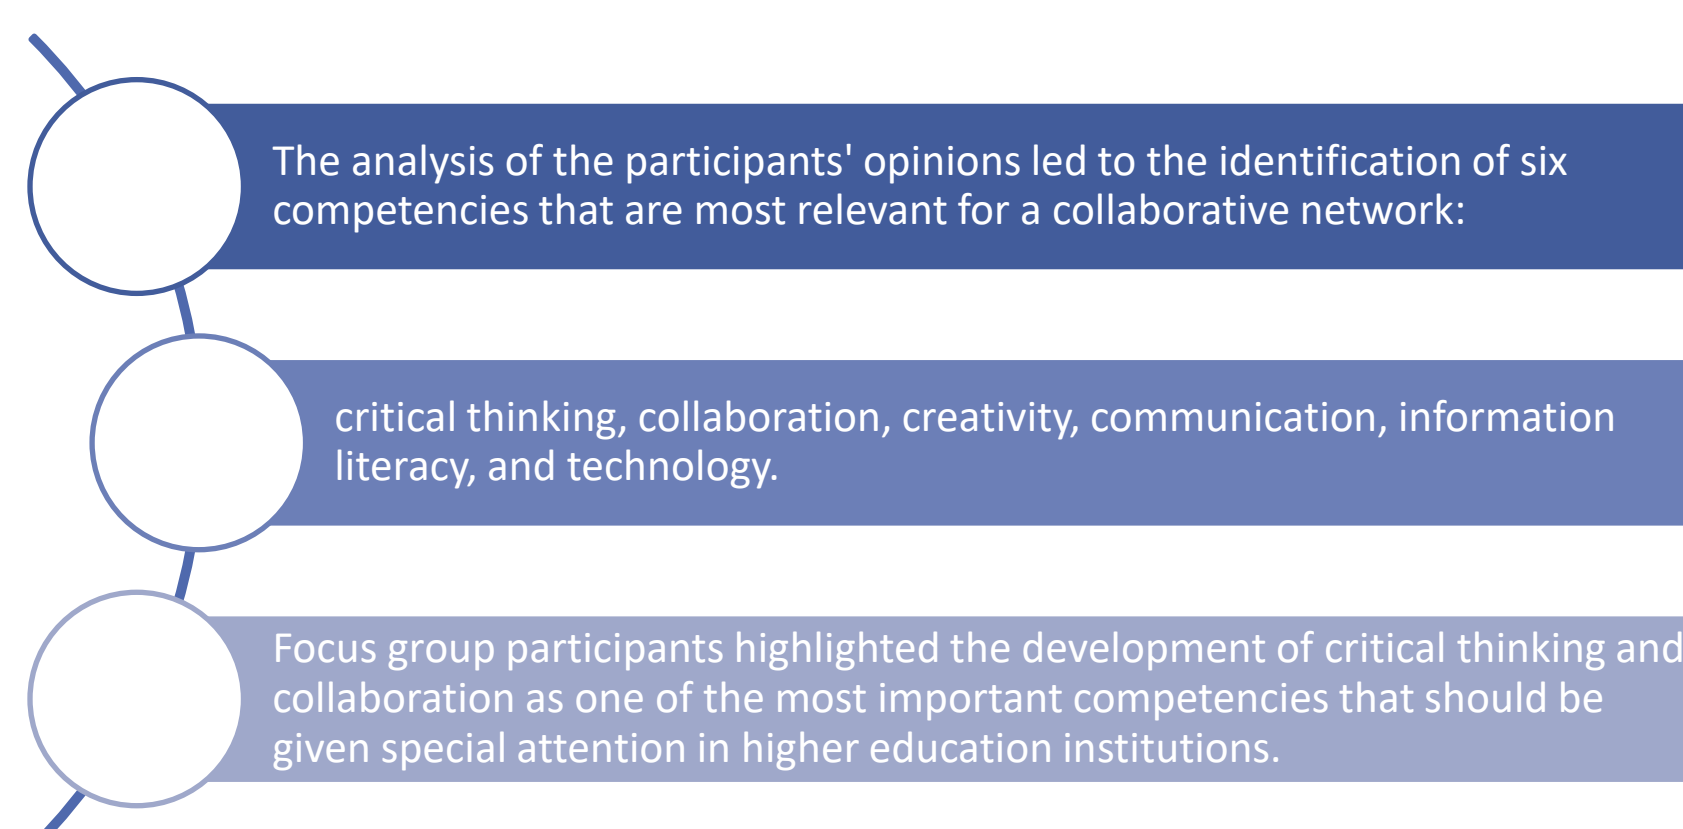 The analysis of the participants' opinions led to the identification of six
competencies that are most relevant for a collaborative network:
critical thinking, collaboration, creativity, communication, information
literacy, and technology.
Focus group participants highlighted the development of critical thinking and
collaboration as one of the most important competencies that should be
given special attention in higher education institutions.